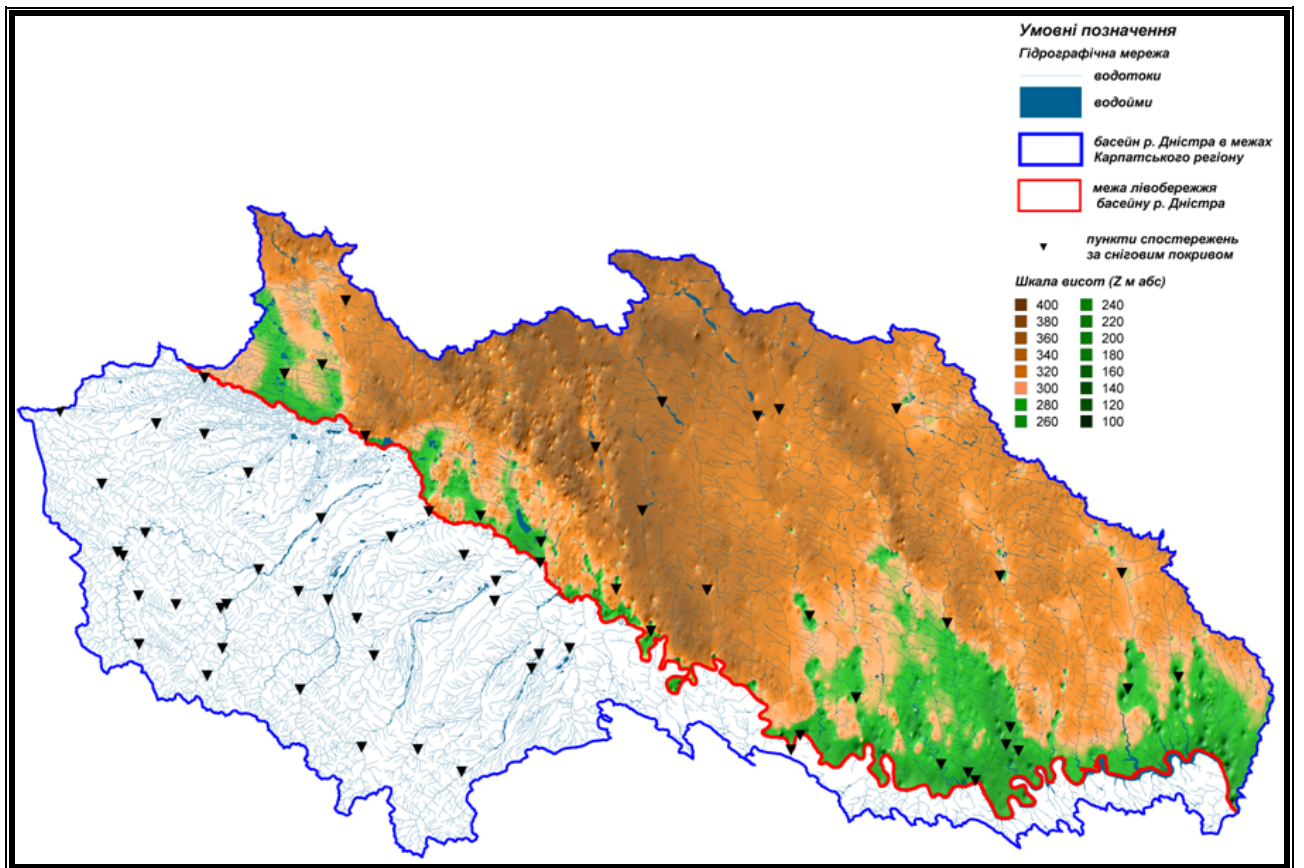 Умовні позначення
Гідрографічна мережа
водотоки
водойми
басейн р. Дністра в межах
Карпатського регіону
межа лівобережжя
басейну р. Дністра
пункти спостережень
за сніговим покривом
Шкала висот (Z м абс)
400 240
380 220
360 200
340 180
320 160
300 140
280 120
260 100